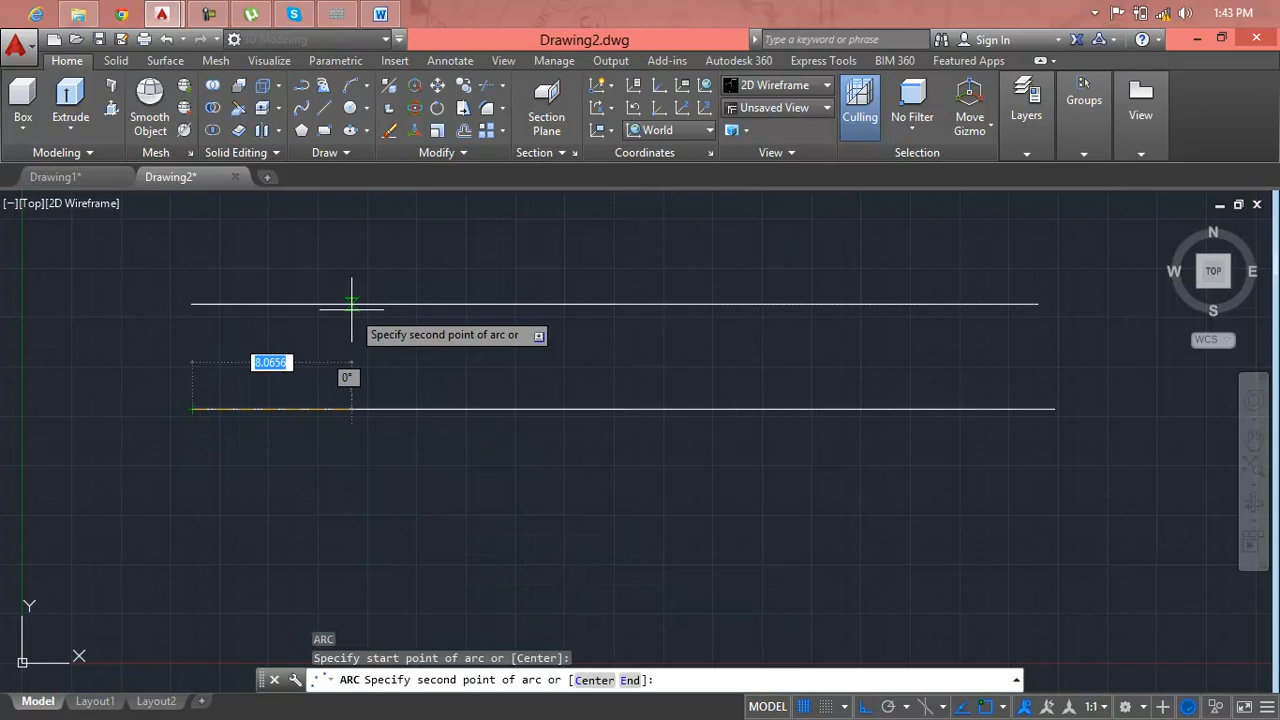 1:43 PM
3D Modeling
Drawing2.dwg
Type a keyword or phrase
Sign In
Home Solid Surface Mesh Visualize Parametric Insert Annotate View Manage Output Add-ins Autodesk 360 Express Tools BIM 360 Featured Apps
Box Extrude Smooth Object Section Plane Culling No Filter Move Gizmo Layers Groups View
2D Wireframe
Unsaved View
World
Modeling Mesh Solid Editing Draw Modify Section Coordinates View Selection
Drawing1* Drawing2*
[−][Top][2D Wireframe]
N
W TOP E
S
WCS
Specify second point of arc or
8.0656
0°
Y
X
ARC
Specify start point of arc or [Center]:
ARC Specify second point of arc or [Center End]:
Model Layout1 Layout2 +
MODEL 1:1